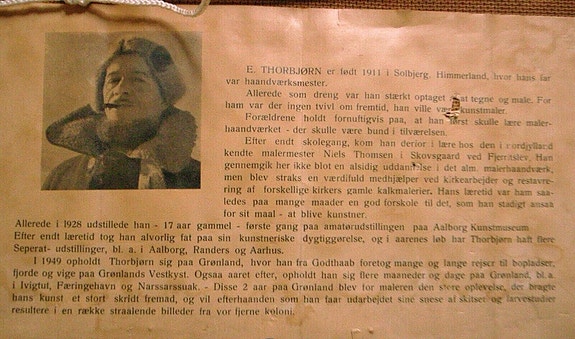 E. THORBJØRN er født 1911 i Solbjerg. Himmerland, hvor hans far
var haandværksmester.
Allerede som dreng var han stærkt optaget at tegne og male. For
ham var der ingen tvivl om fremtid, han ville være kunstmaler.
Forældrene holdt fornuftigvis paa, at han først skulle lære maler-
haandværket - der skulle være bund i tilværelsen.
Efter endt skolegang, kom han derfor i lære hos den i nordjylland
kendte malermester Niels Thomsen i Skovsgaard ved Fjerritslev. Han
gennemgik her ikke blot en alsidig uddannelse i det alm. malerhaandværk,
men blev straks en værdifuld medhjælper ved kirkearbejder og restavre-
ring af forskellige kirkers gamle kalkmalerier. Hans læretid var ham saa-
ledes paa mange maader en god forskole til det, som han stadigt ansaa
for sit maal - at blive kunstner.
Allerede i 1928 udstillede han - 17 aar gammel - første gang paa amatørudstillingen paa Aalborg Kunstmuseum
Efter endt læretid tog han alvorlig fat paa sin kunstneriske dygtiggørelse, og i aarenes løb har Thorbjørn haft flere
Seperat- udstillinger, bl. a. i Aalborg, Randers og Aarhus.
I 1949 opholdt Thorbjørn sig paa Grønland, hvor han fra Godthaab foretog mange og lange rejser til bopladser,
fjorde og vige paa Grønlands Vestkyst. Ogsaa aaret efter, opholdt han sig flere maaneder og dage paa Grønland, bl. a.
i Ivigtut, Færingehavn og Narssarssuak. - Disse 2 aar paa Grønland blev for maleren den store oplevelse, der bragte
hans kunst et stort skridt fremad, og vil efterhaanden som han faar udarbejdet sine snese af skitser og farvestudier
resultere i en række straalende billeder fra vor fjerne koloni.